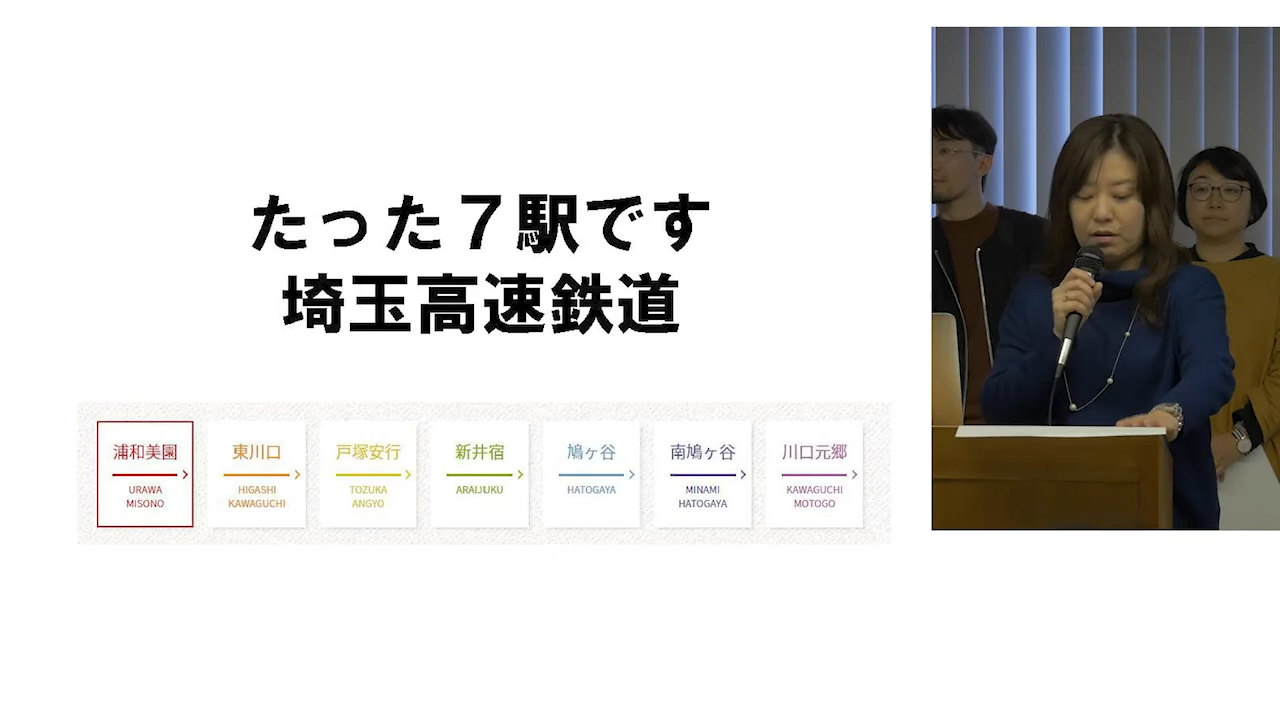 たった７駅です
埼玉高速鉄道
浦和美園
URAWA
MISONO
東川口
HIGASHI
KAWAGUCHI
戸塚安行
TOZUKA
ANGYO
新井宿
ARAIJUKU
鳩ヶ谷
HATOGAYA
南鳩ヶ谷
MINAMI
HATOGAYA
川口元郷
KAWAGUCHI
MOTOGO